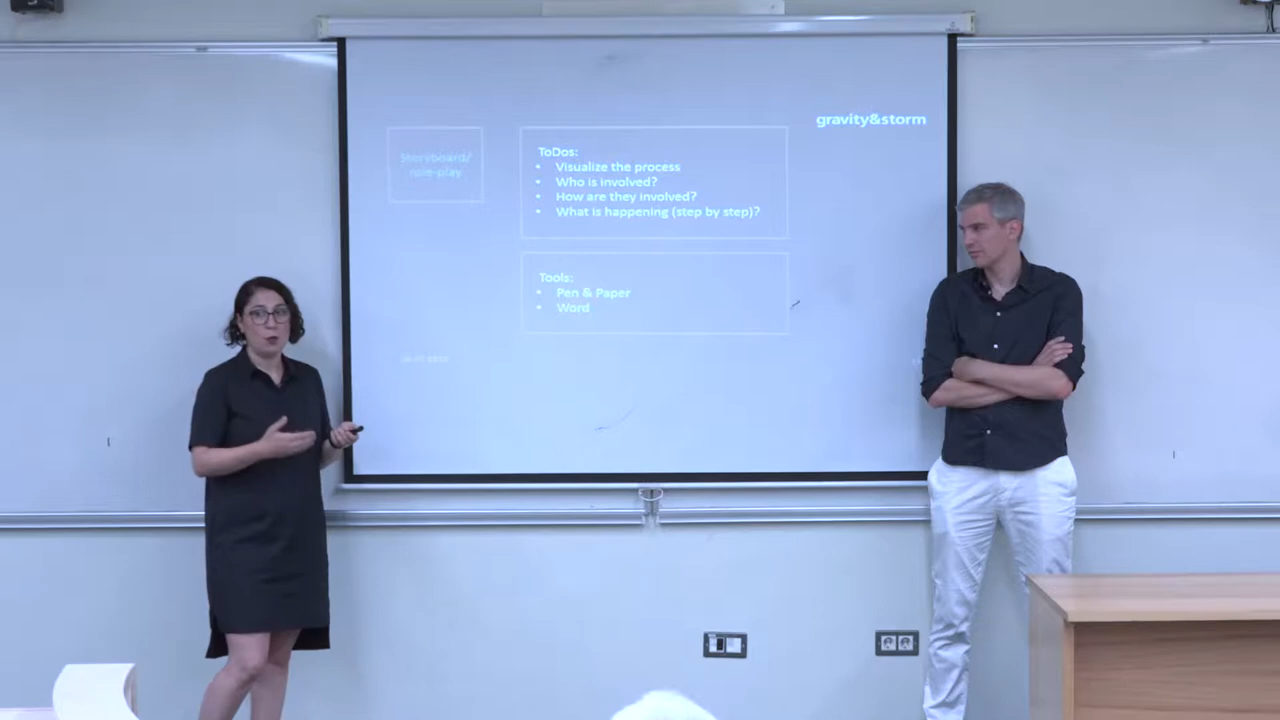 gravity&storm
Storyboard/
role-play
ToDos:
• Visualize the process
• Who is involved?
• How are they involved?
• What is happening (step by step)?
Tools:
• Pen & Paper
• Word